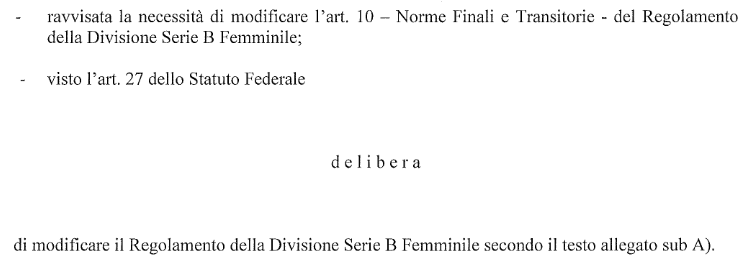 - ravvisata la necessità di modificare l'art. 10 – Norme Finali e Transitorie - del Regolamento
della Divisione Serie B Femminile;
- visto l'art. 27 dello Statuto Federale
d e l i b e r a
di modificare il Regolamento della Divisione Serie B Femminile secondo il testo allegato sub A).